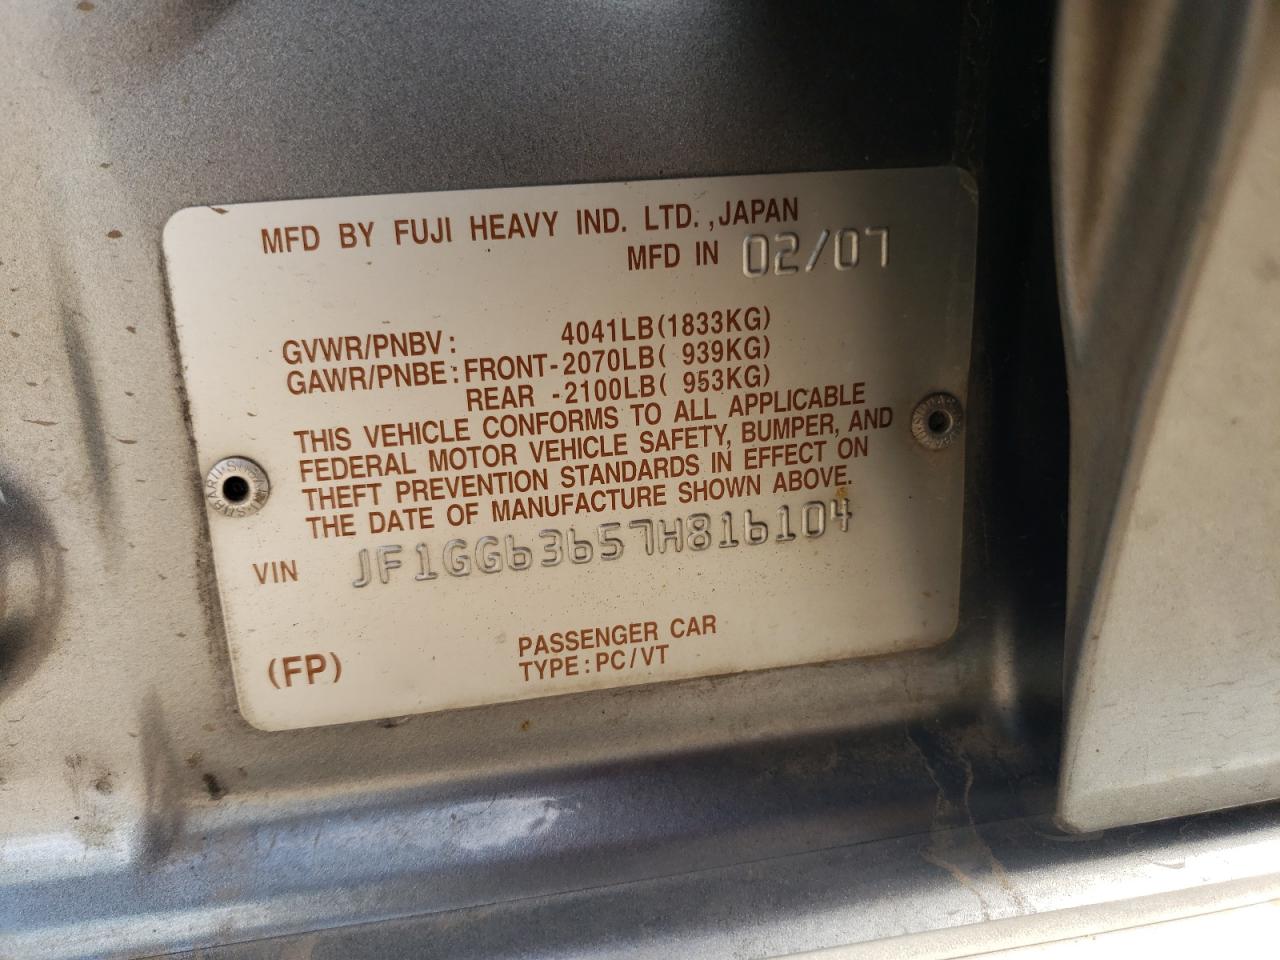 MFD BY FUJI HEAVY IND. LTD. ,JAPAN
MFD IN 02/07
GVWR/PNBV: 4041LB(1833KG)
GAWR/PNBE: FRONT-2070LB( 939KG)
REAR -2100LB( 953KG)
THIS VEHICLE CONFORMS TO ALL APPLICABLE
FEDERAL MOTOR VEHICLE SAFETY, BUMPER, AND
THEFT PREVENTION STANDARDS IN EFFECT ON
THE DATE OF MANUFACTURE SHOWN ABOVE.
VIN JF1GG63657H816104
(FP) PASSENGER CAR
TYPE: PC/VT